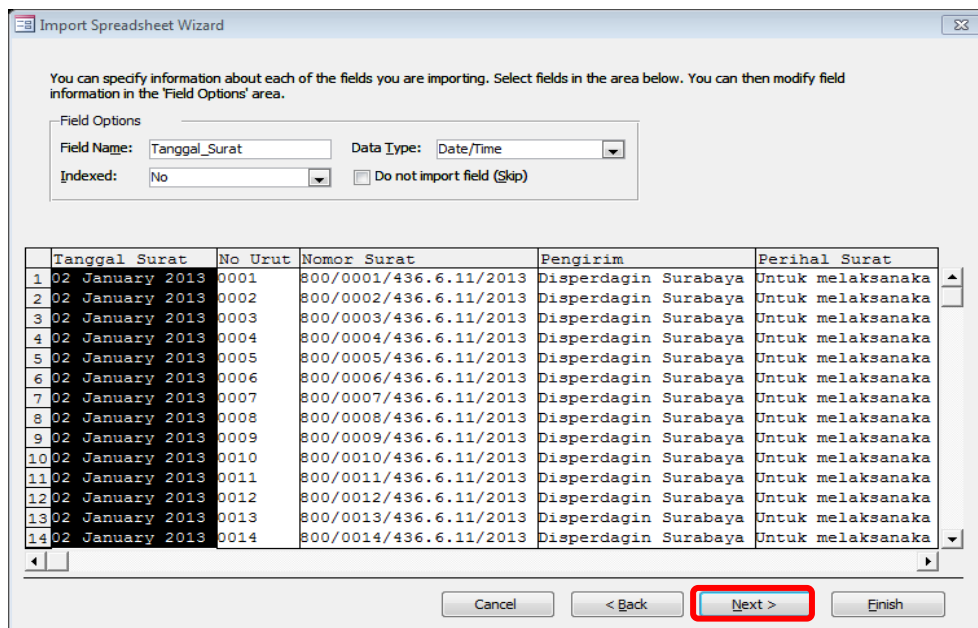 Import Spreadsheet Wizard
You can specify information about each of the fields you are importing. Select fields in the area below. You can then modify field
information in the 'Field Options' area.
Field Options
Field Name: Tanggal_Surat Data Type: Date/Time
Indexed: No Do not import field (Skip)
Tanggal Surat No Urut Nomor Surat Pengirim Perihal Surat
1 02 January 2013 0001 800/0001/436.6.11/2013 Disperdagin Surabaya Untuk melaksanaka
2 02 January 2013 0002 800/0002/436.6.11/2013 Disperdagin Surabaya Untuk melaksanaka
3 02 January 2013 0003 800/0003/436.6.11/2013 Disperdagin Surabaya Untuk melaksanaka
4 02 January 2013 0004 800/0004/436.6.11/2013 Disperdagin Surabaya Untuk melaksanaka
5 02 January 2013 0005 800/0005/436.6.11/2013 Disperdagin Surabaya Untuk melaksanaka
6 02 January 2013 0006 800/0006/436.6.11/2013 Disperdagin Surabaya Untuk melaksanaka
7 02 January 2013 0007 800/0007/436.6.11/2013 Disperdagin Surabaya Untuk melaksanaka
8 02 January 2013 0008 800/0008/436.6.11/2013 Disperdagin Surabaya Untuk melaksanaka
9 02 January 2013 0009 800/0009/436.6.11/2013 Disperdagin Surabaya Untuk melaksanaka
10 02 January 2013 0010 800/0010/436.6.11/2013 Disperdagin Surabaya Untuk melaksanaka
11 02 January 2013 0011 800/0011/436.6.11/2013 Disperdagin Surabaya Untuk melaksanaka
12 02 January 2013 0012 800/0012/436.6.11/2013 Disperdagin Surabaya Untuk melaksanaka
13 02 January 2013 0013 800/0013/436.6.11/2013 Disperdagin Surabaya Untuk melaksanaka
14 02 January 2013 0014 800/0014/436.6.11/2013 Disperdagin Surabaya Untuk melaksanaka
Cancel < Back Next > Finish